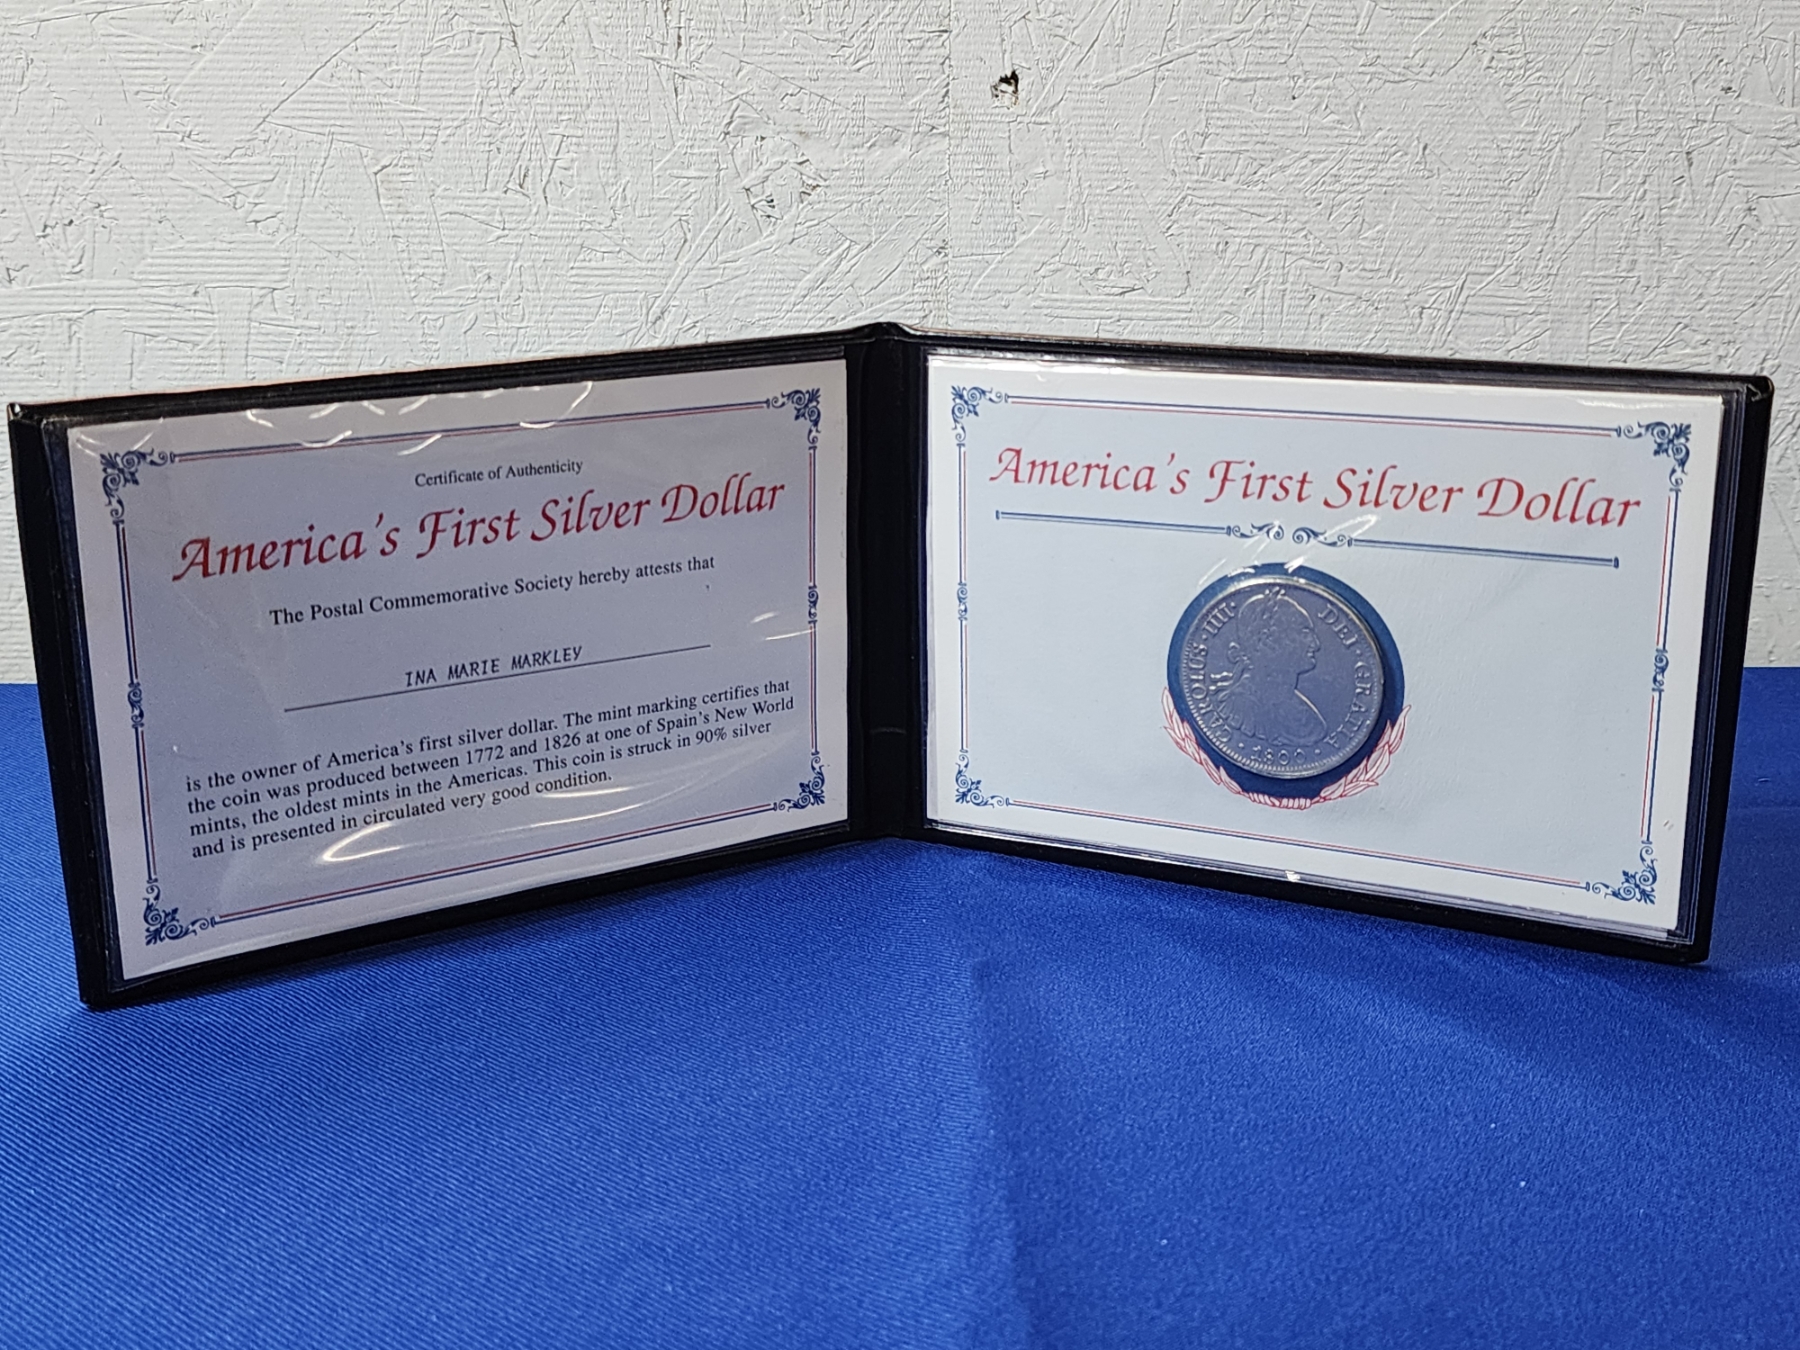 Certificate of Authenticity
America's First Silver Dollar
The Postal Commemorative Society hereby attests that
INA MARIE MARKLEY
is the owner of America's first silver dollar. The mint marking certifies that
the coin was produced between 1772 and 1826 at one of Spain's New World
mints, the oldest mints in the Americas. This coin is struck in 90% silver
and is presented in circulated very good condition.
America's First Silver Dollar
CAROLUS·IIII· DEI·GRATIA
·1800·